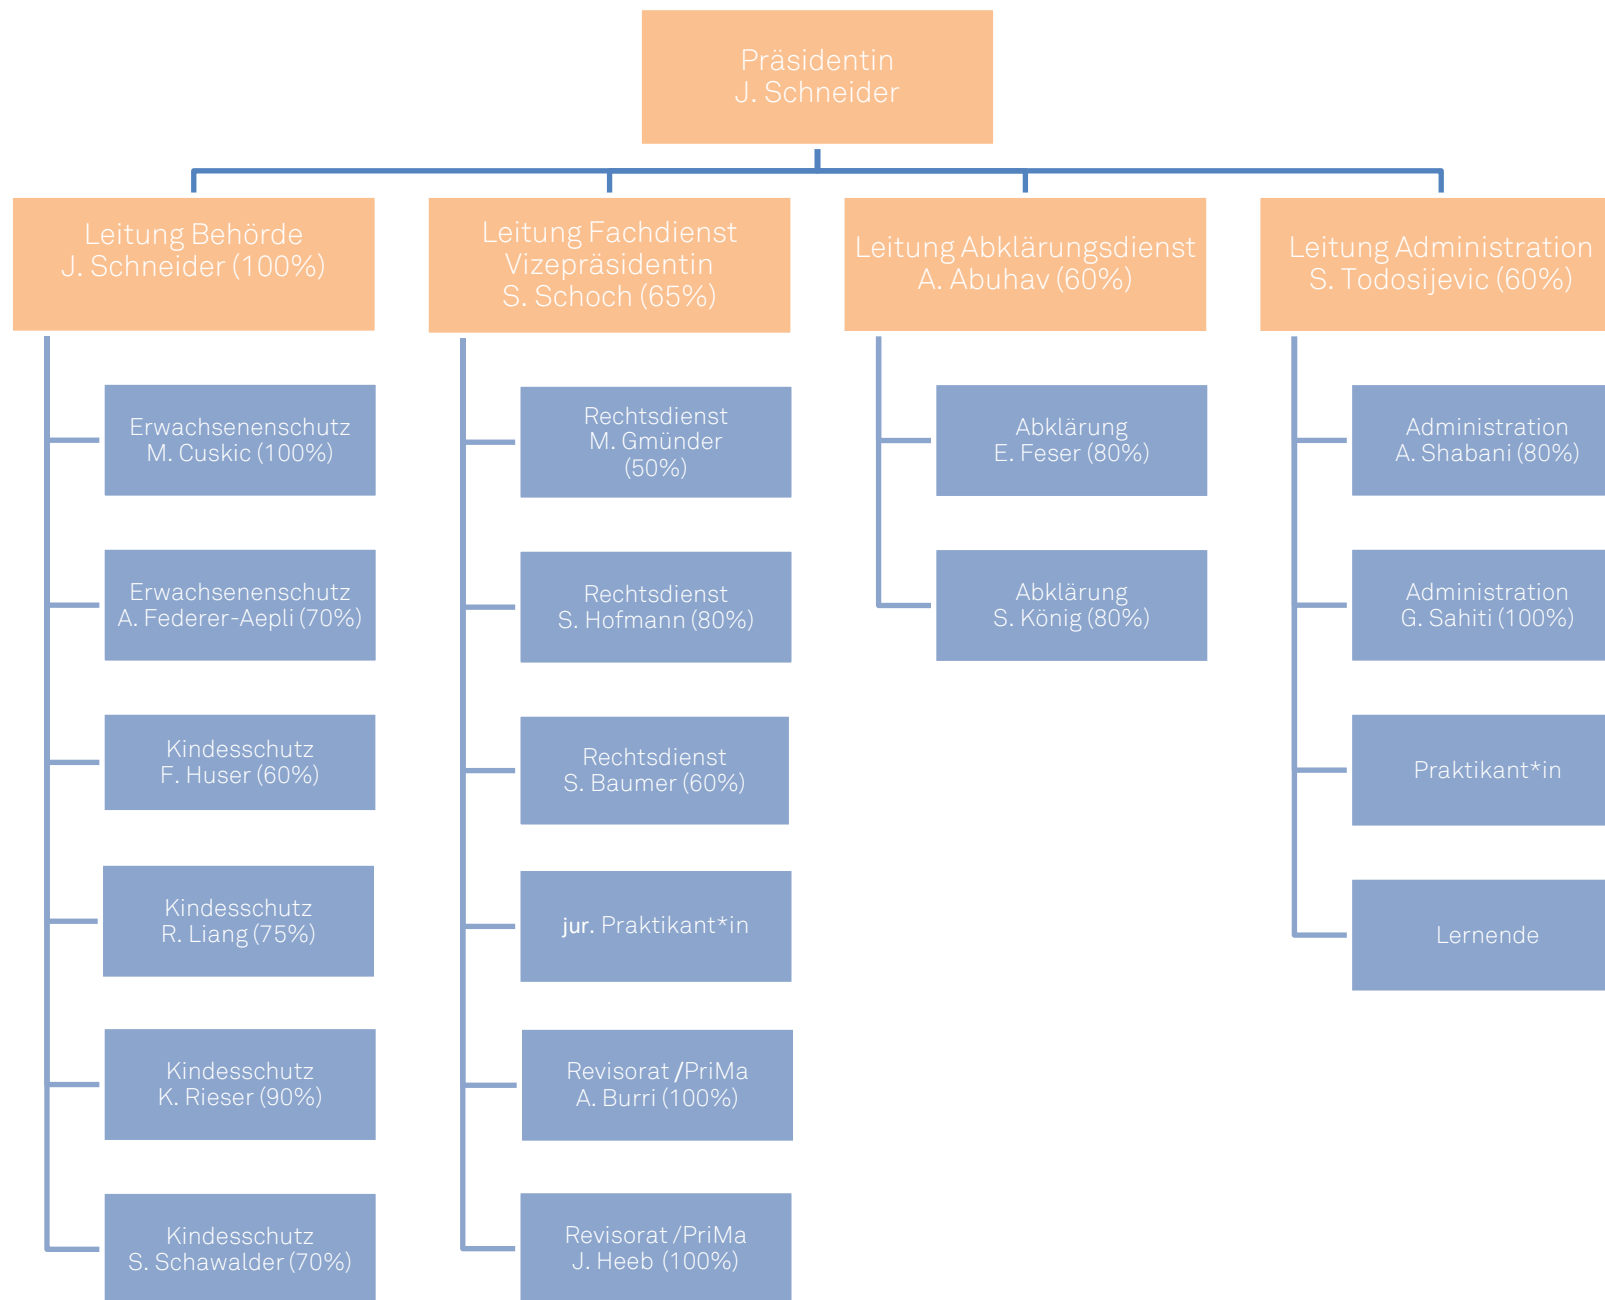 Präsidentin
J. Schneider
Leitung Behörde
J. Schneider (100%)
Leitung Fachdienst
Vizepräsidentin
S. Schoch (65%)
Leitung Abklärungsdienst
A. Abuhav (60%)
Leitung Administration
S. Todosijevic (60%)
Erwachsenenschutz
M. Cuskic (100%)
Erwachsenenschutz
A. Federer-Aepli (70%)
Kindesschutz
F. Huser (60%)
Kindesschutz
R. Liang (75%)
Kindesschutz
K. Rieser (90%)
Kindesschutz
S. Schawalder (70%)
Rechtsdienst
M. Gmünder
(50%)
Rechtsdienst
S. Hofmann (80%)
Rechtsdienst
S. Baumer (60%)
jur. Praktikant*in
Revisorat /PriMa
A. Burri (100%)
Revisorat /PriMa
J. Heeb (100%)
Abklärung
E. Feser (80%)
Abklärung
S. König (80%)
Administration
A. Shabani (80%)
Administration
G. Sahiti (100%)
Praktikant*in
Lernende